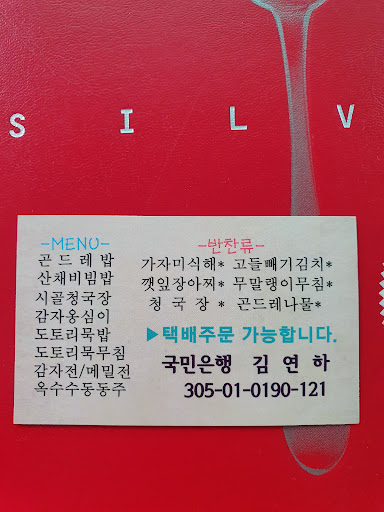 SILV
-MENU-
곤드레밥
산채비빔밥
시골청국장
감자옹심이
도토리묵밥
도토리묵무침
감자전/메밀전
옥수수동동주
-반찬류-
가자미식해* 고들빼기김치*
깻잎장아찌* 무말랭이무침*
청국장* 곤드레나물*
▶택배주문 가능합니다.
국민은행 김연하
305-01-0190-121